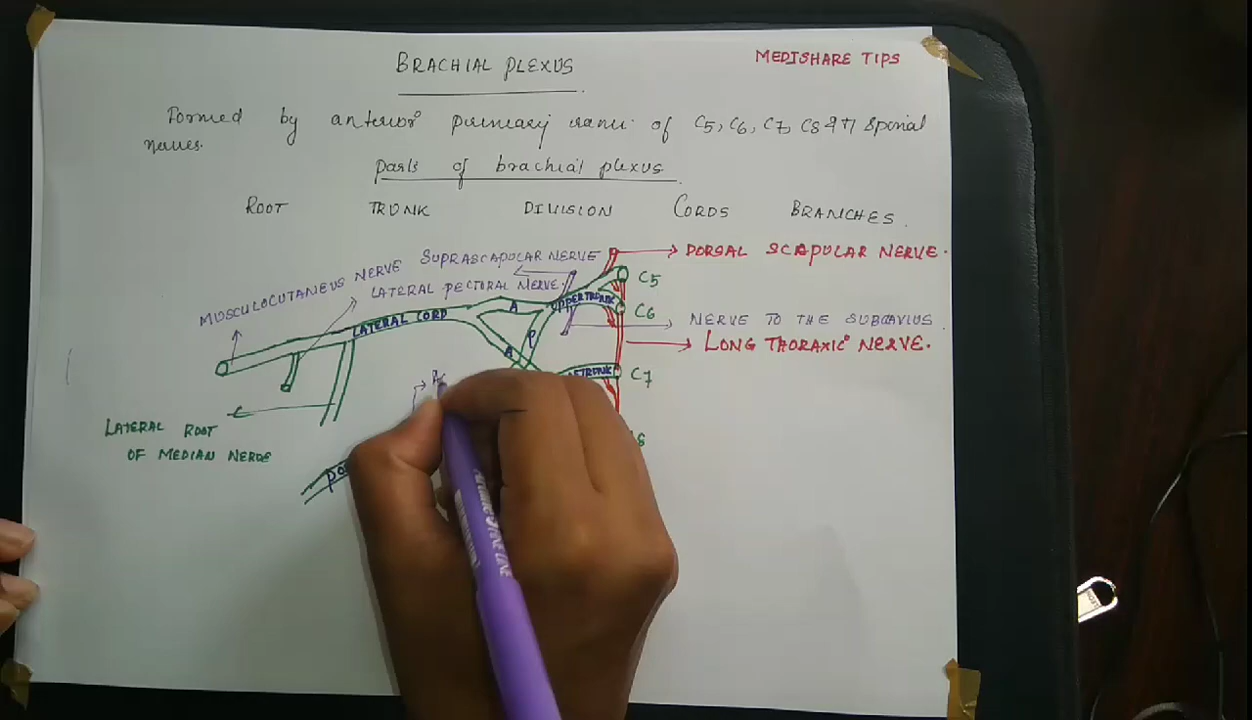 BRACHIAL PLEXUS
MEDISHARE TIPS
Formed by anterior primary rami of C5, C6, C7, C8 & T1 Spinal
nerves.
parts of brachial plexus
ROOT TRUNK DIVISION CORDS BRANCHES.
SUPRASCAPULAR NERVE
DORSAL SCAPULAR NERVE.
MUSCULOCUTANEOUS NERVE
LATERAL PECTORAL NERVE
C5
A
UPPER TRUNK
LATERAL CORD
C6
NERVE TO THE SUBCAVIUS
P
LONG THORAXIC NERVE.
A
C7
LATERAL ROOT
OF MEDIAN NERVE